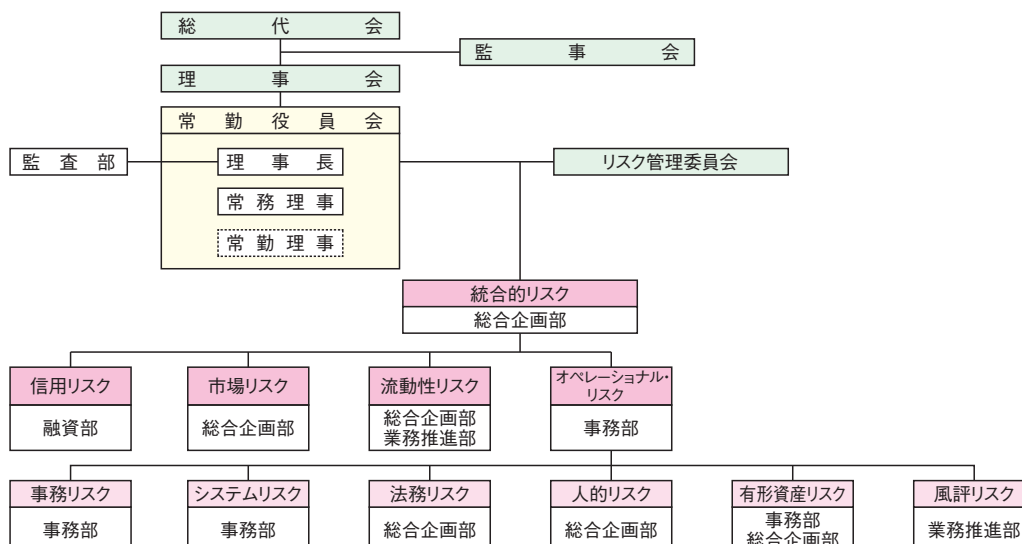 総代会
監事会
理事会
常勤役員会
監査部
理事長
リスク管理委員会
常務理事
常勤理事
統合的リスク
総合企画部
信用リスク
融資部
市場リスク
総合企画部
流動性リスク
総合企画部
業務推進部
オペレーショナル・
リスク
事務部
事務リスク
事務部
システムリスク
事務部
法務リスク
総合企画部
人的リスク
総合企画部
有形資産リスク
事務部
総合企画部
風評リスク
業務推進部